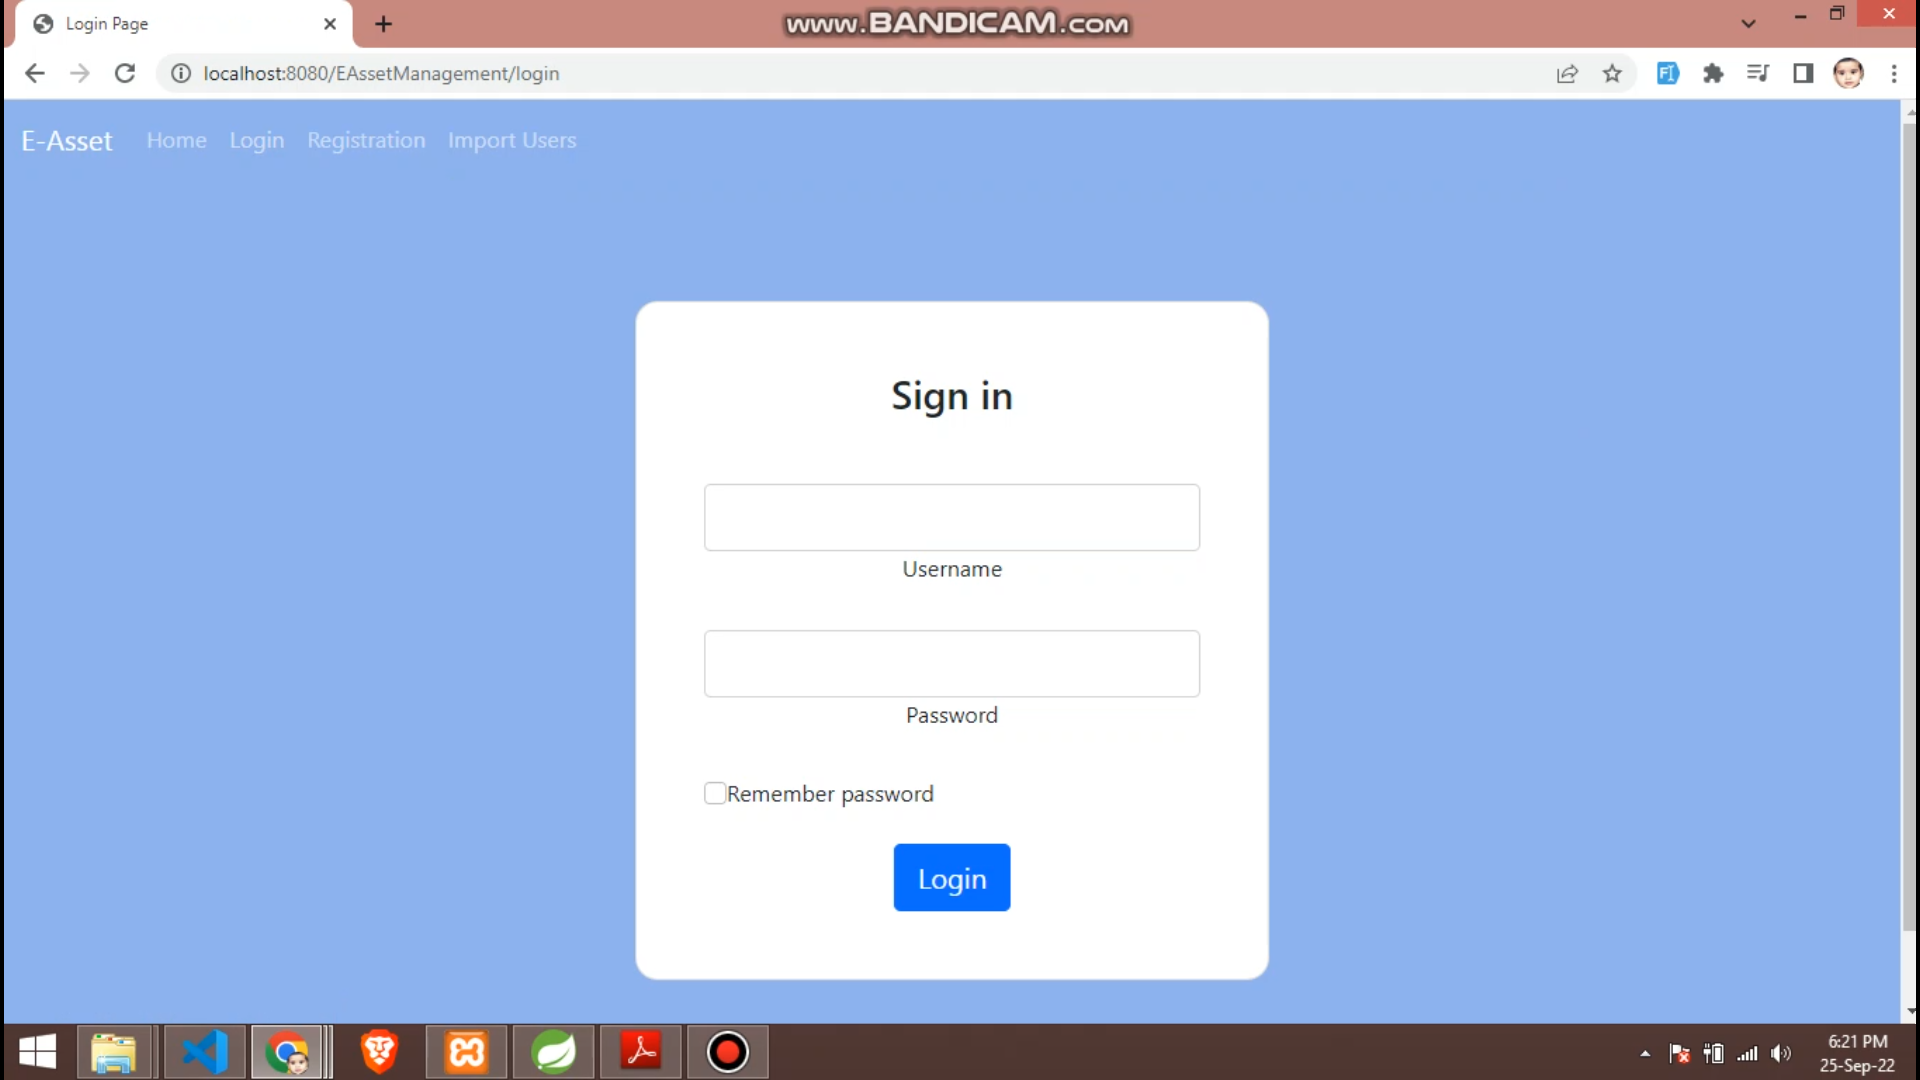 Login Page
www.BANDICAM.com
localhost:8080/EAssetManagement/login
E-Asset Home Login Registration Import Users
Sign in
Username
Password
Remember password
Login
6:21 PM
25-Sep-22